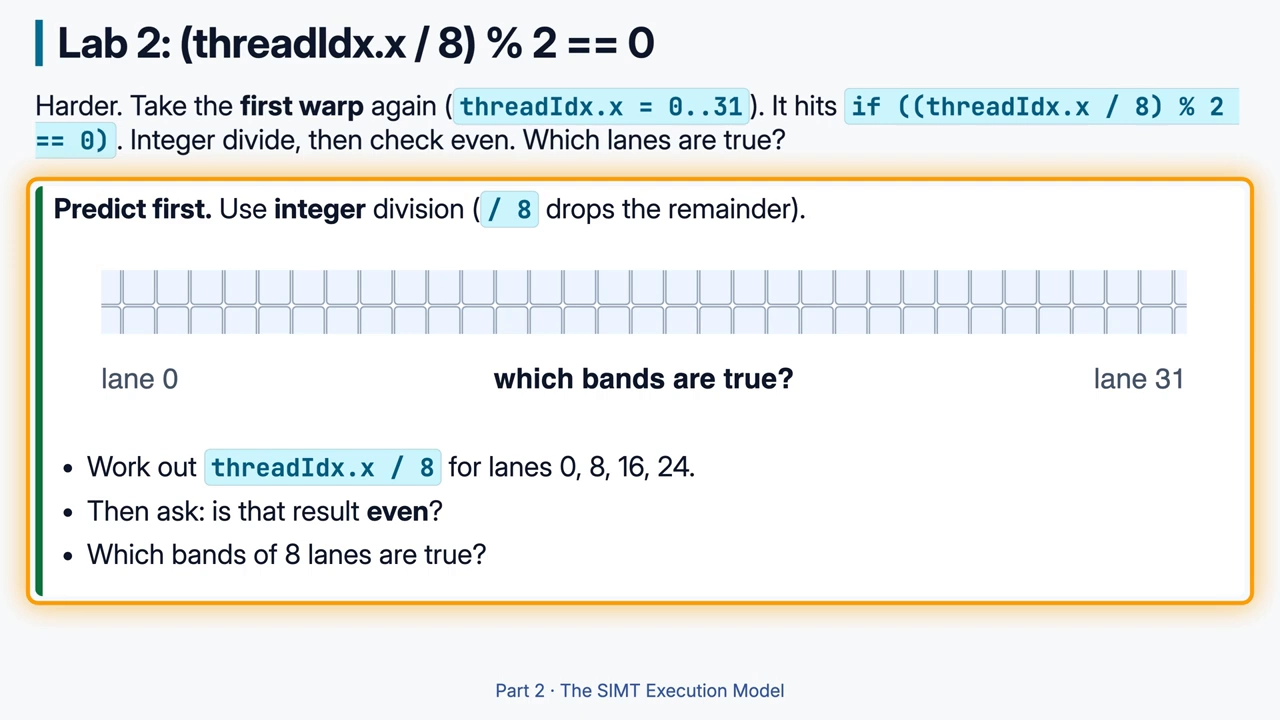 Lab 2: (threadIdx.x / 8) % 2 == 0
Harder. Take the first warp again (threadIdx.x = 0..31). It hits if ((threadIdx.x / 8) % 2
== 0). Integer divide, then check even. Which lanes are true?
Predict first. Use integer division (/ 8 drops the remainder).
lane 0 which bands are true? lane 31
• Work out threadIdx.x / 8 for lanes 0, 8, 16, 24.
• Then ask: is that result even?
• Which bands of 8 lanes are true?
Part 2 · The SIMT Execution Model